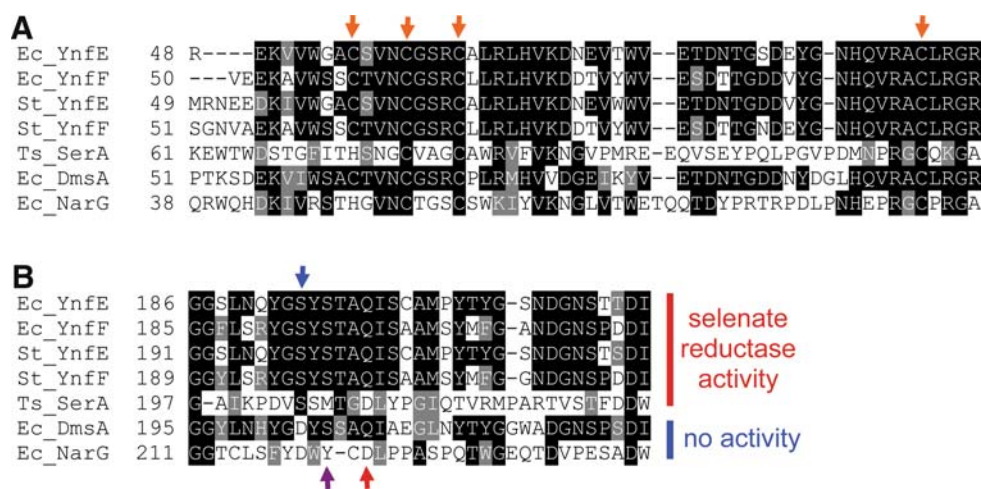 A
Ec_YnfE 48 R----EKVVWGACSVNCGSRCALRLHVKDNEVTWV--ETDNTGSDEYG-NHQVRACLRGR
Ec_YnfF 50 ---VEEKAVWSSCTVNCGSRCALRLHVKDDTVYWV--ESDTTGDDVYG-NHQVRACLRGR
St_YnfE 49 MRNEEDKIVWGACSVNCGSRCALRLHVKDNEVWWV--ETDNTGDDVYG-NHQVRACLRGR
St_YnfF 51 SGNVAEKAVWSSCTVNCGSRCLLRLHVKDDTVYWV--ESDTTGNDEYG-NHQVRACLRGR
Ts_SerA 61 KEWTWDSTGFITHSNGCVAGCAWRVFVKNGVPMRE-EQVSEYPQLPGVPDMNPRGCQKGA
Ec_DmsA 51 PTKSDEKVIWSACTVNCGSRCPLRMHVVDGEIKYV--ETDNTGDDNYDGLHQVRACLRGR
Ec_NarG 38 QRWQHDKIVRSTHGVNCTGSCSWKIYVKNGLVTWETQQTDYPRTRPDLPNHEPRGCPRGA
B
Ec_YnfE 186 GGSLNQYGSYSTAQISCAMPYTYG-SNDGNSTTDI
Ec_YnfF 185 GGFLSRYGSYSTAQISAAMSYMFG-ANDGNSPDDI
St_YnfE 191 GGSLNQYGSYSTAQISCAMPYTYG-SNDGNSTSDI
St_YnfF 189 GGYLSRYGSYSTAQISAAMSYMFG-GNDGNSPDDI
Ts_SerA 197 G-AIKPDVSSMTGDLYPGIQTVRMPARTVSTFDDW
Ec_DmsA 195 GGYLNHYGDYSSAQIAEGLNYTYGGWADGNSPSDI
Ec_NarG 211 GGTCLSFYDWY-CDLPPASPQTWGEQTDVPESADW
selenate
reductase
activity
no activity